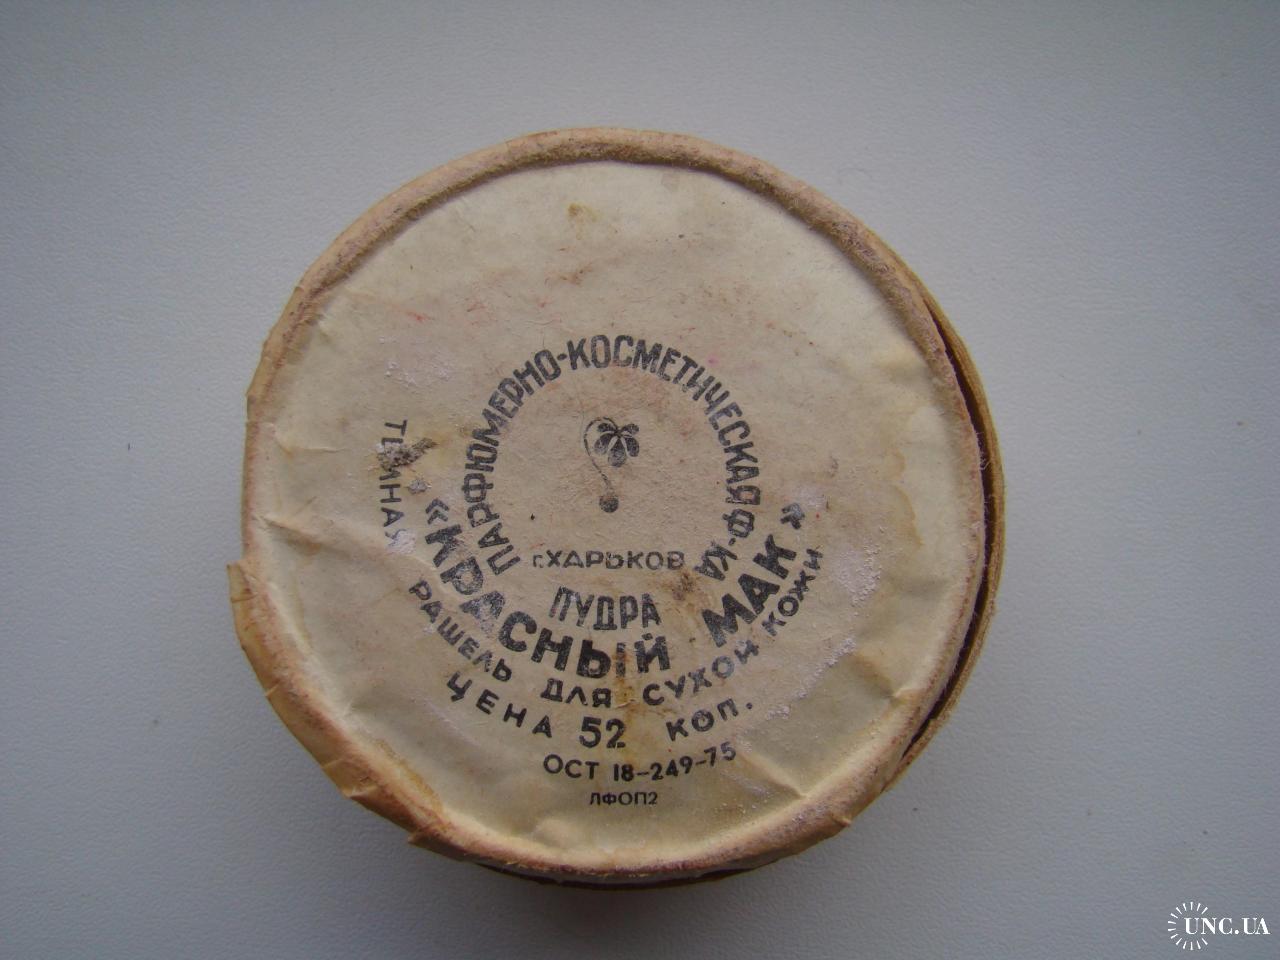 ПАРФЮМЕРНО-КОСМЕТИЧЕСКАЯ Ф-КА
г.ХАРЬКОВ
ПУДРА
«КРАСНЫЙ МАК»
ТЕМНАЯ РАШЕЛЬ ДЛЯ СУХОЙ КОЖИ
ЦЕНА 52 КОП.
ОСТ 18-249-75
ЛФОП2
UNC.UA